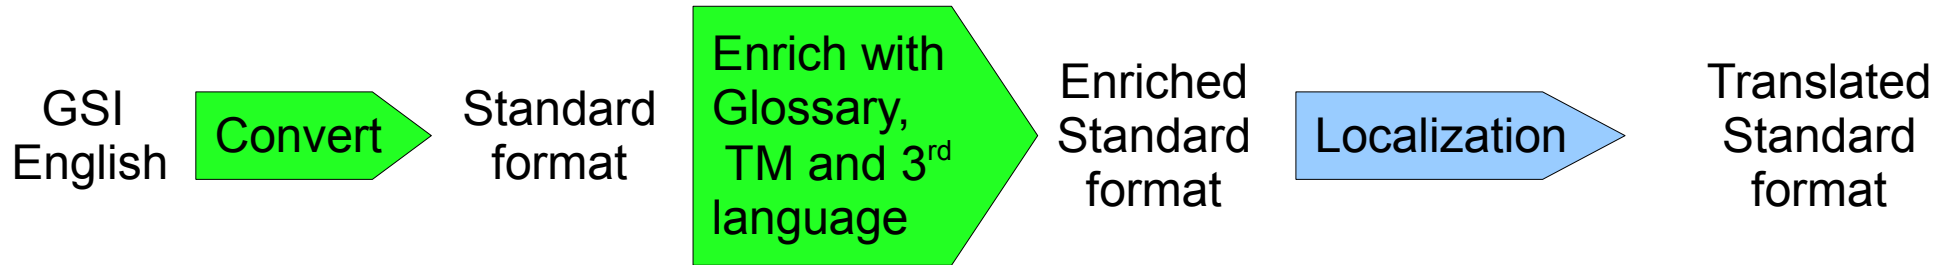 GSI
English
Convert
Standard
format
Enrich with
Glossary,
TM and 3rd
language
Enriched
Standard
format
Localization
Translated
Standard
format